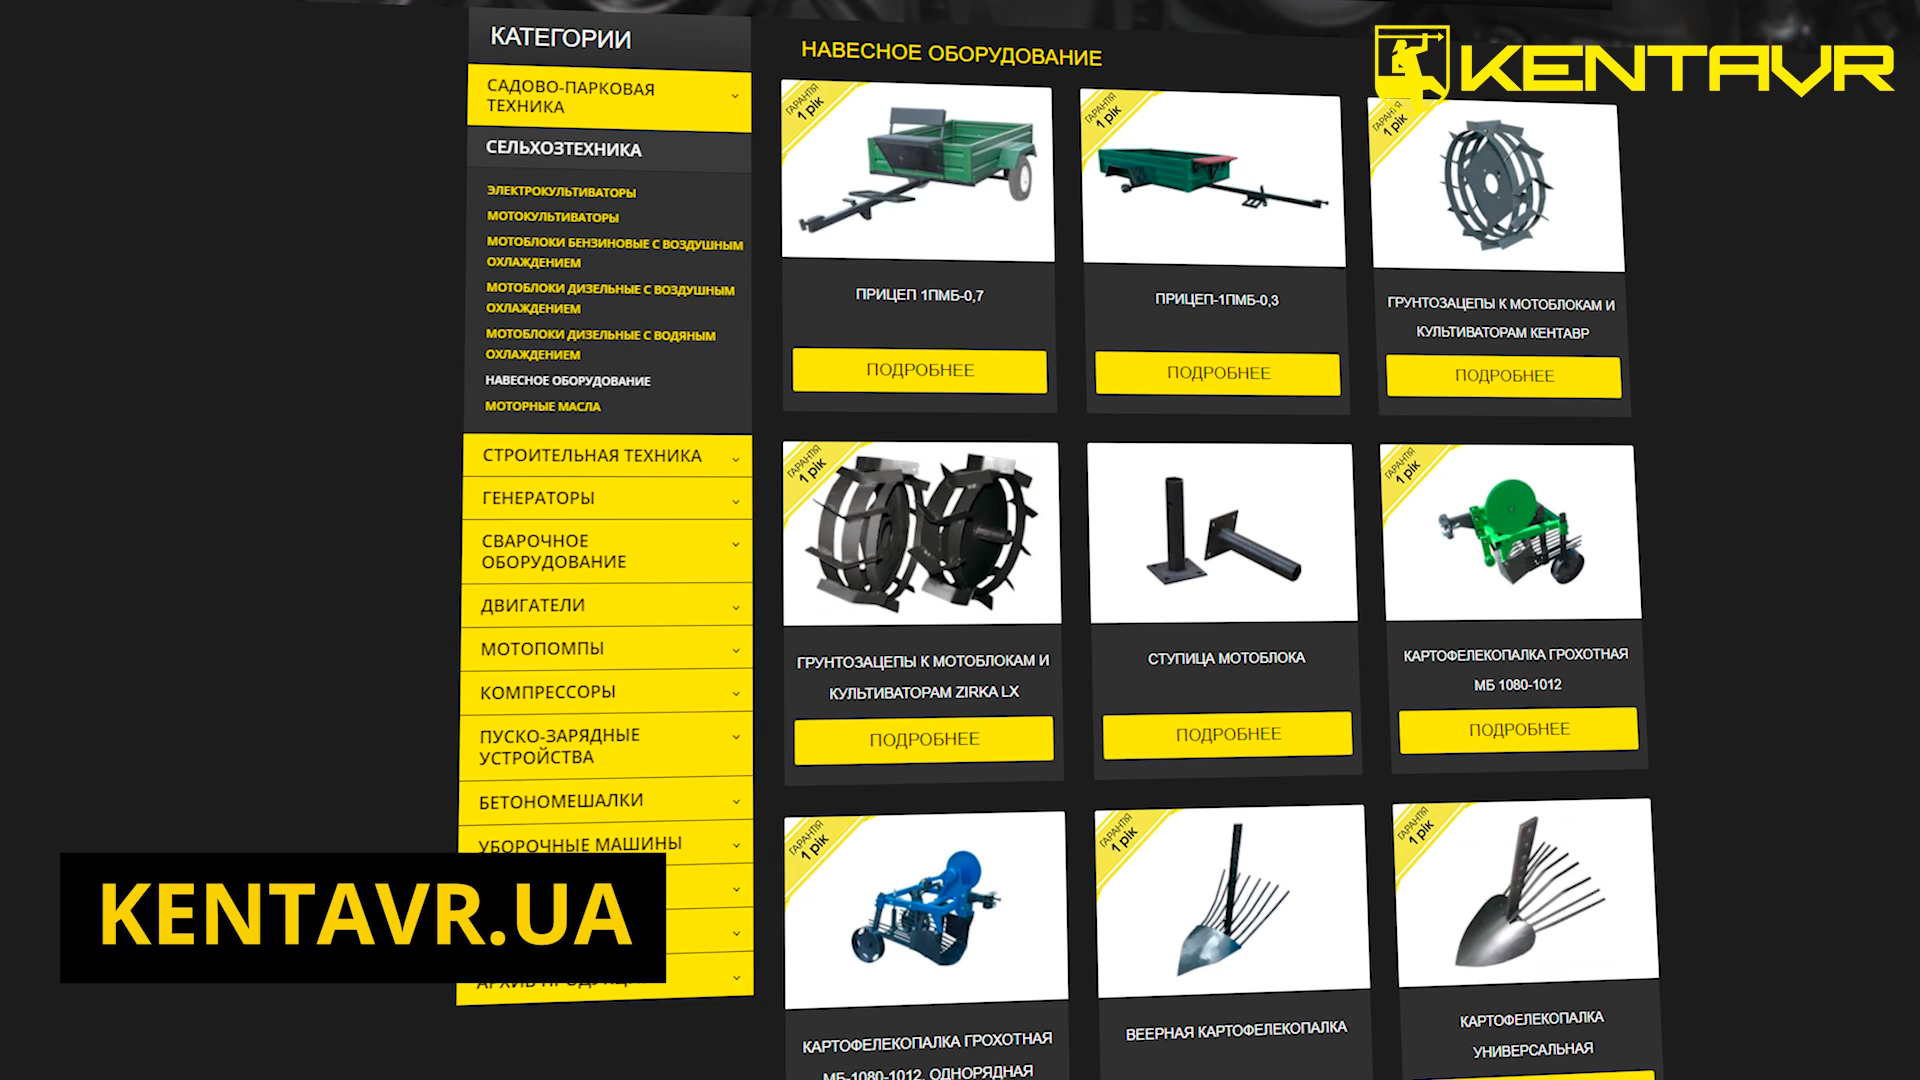 КАТЕГОРИИ
САДОВО-ПАРКОВАЯ
ТЕХНИКА
СЕЛЬХОЗТЕХНИКА
ЭЛЕКТРОКУЛЬТИВАТОРЫ
МОТОКУЛЬТИВАТОРЫ
МОТОБЛОКИ БЕНЗИНОВЫЕ С ВОЗДУШНЫМ
ОХЛАЖДЕНИЕМ
МОТОБЛОКИ ДИЗЕЛЬНЫЕ С ВОЗДУШНЫМ
ОХЛАЖДЕНИЕМ
МОТОБЛОКИ ДИЗЕЛЬНЫЕ С ВОДЯНЫМ
ОХЛАЖДЕНИЕМ
НАВЕСНОЕ ОБОРУДОВАНИЕ
МОТОРНЫЕ МАСЛА
СТРОИТЕЛЬНАЯ ТЕХНИКА
ГЕНЕРАТОРЫ
СВАРОЧНОЕ
ОБОРУДОВАНИЕ
ДВИГАТЕЛИ
МОТОПОМПЫ
КОМПРЕССОРЫ
ПУСКО-ЗАРЯДНЫЕ
УСТРОЙСТВА
БЕТОНОМЕШАЛКИ
УБОРОЧНЫЕ МАШИНЫ
KENTAVR.UA
НАВЕСНОЕ ОБОРУДОВАНИЕ
KENTAVR
ГАРАНТІЯ
1 рік
ПРИЦЕП 1ПМБ-0,7
ПОДРОБНЕЕ
ГАРАНТІЯ
1 рік
ПРИЦЕП-1ПМБ-0,3
ПОДРОБНЕЕ
ГАРАНТІЯ
1 рік
ГРУНТОЗАЦЕПЫ К МОТОБЛОКАМ И
КУЛЬТИВАТОРАМ КЕНТАВР
ПОДРОБНЕЕ
ГАРАНТІЯ
1 рік
ГРУНТОЗАЦЕПЫ К МОТОБЛОКАМ И
КУЛЬТИВАТОРАМ ZIRKA LX
ПОДРОБНЕЕ
СТУПИЦА МОТОБЛОКА
ПОДРОБНЕЕ
ГАРАНТІЯ
1 рік
КАРТОФЕЛЕКОПАЛКА ГРОХОТНАЯ
МБ 1080-1012
ПОДРОБНЕЕ
ГАРАНТІЯ
1 рік
КАРТОФЕЛЕКОПАЛКА ГРОХОТНАЯ
МБ-1080-1012, ОДНОРЯДНАЯ
ГАРАНТІЯ
1 рік
ВЕЕРНАЯ КАРТОФЕЛЕКОПАЛКА
ГАРАНТІЯ
1 рік
КАРТОФЕЛЕКОПАЛКА
УНИВЕРСАЛЬНАЯ